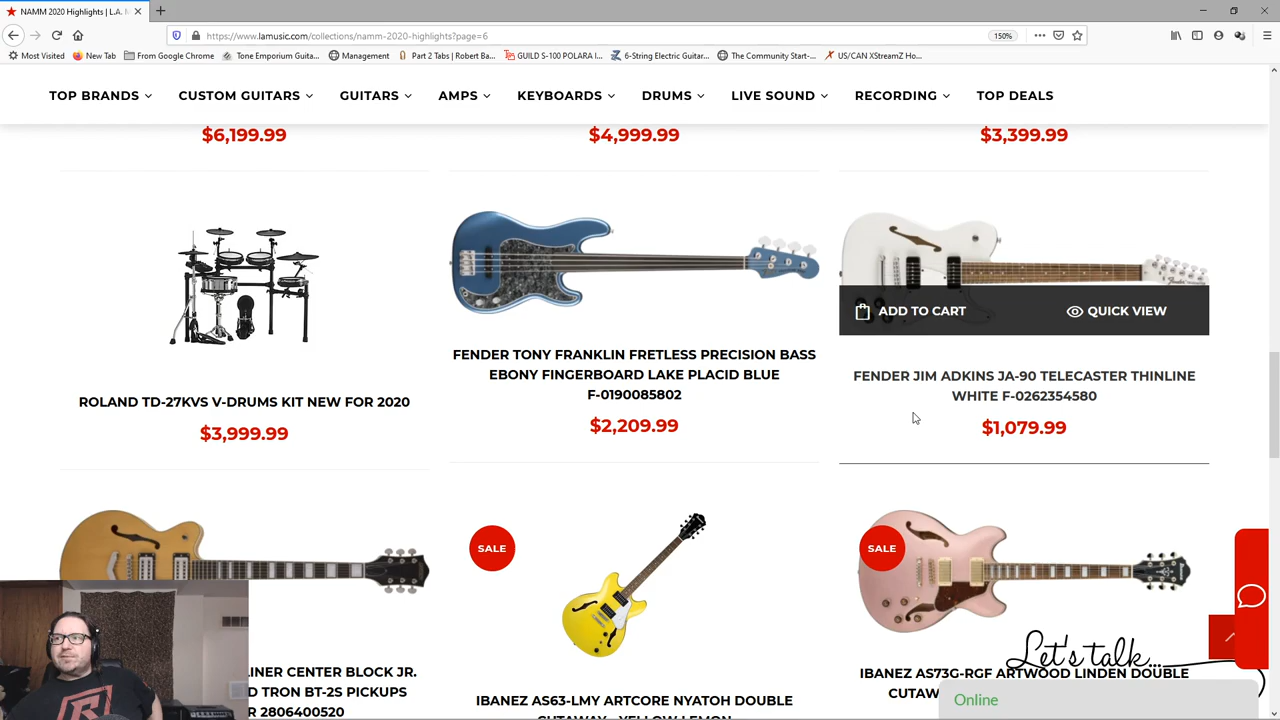 NAMM 2020 Highlights | L.A. M
https://www.lamusic.com/collections/namm-2020-highlights?page=6
150%
Most Visited
New Tab
From Google Chrome
Tone Emporium Guita...
Management
Part 2 Tabs | Robert Ba...
GUILD S-100 POLARA I...
6-String Electric Guitar...
The Community Start-...
US/CAN XStreamZ Ho...
TOP BRANDS
CUSTOM GUITARS
GUITARS
AMPS
KEYBOARDS
DRUMS
LIVE SOUND
RECORDING
TOP DEALS
$6,199.99
$4,999.99
$3,399.99
ROLAND TD-27KVS V-DRUMS KIT NEW FOR 2020
$3,999.99
FENDER TONY FRANKLIN FRETLESS PRECISION BASS
EBONY FINGERBOARD LAKE PLACID BLUE
F-0190085802
$2,209.99
ADD TO CART
QUICK VIEW
FENDER JIM ADKINS JA-90 TELECASTER THINLINE
WHITE F-0262354580
$1,079.99
LINER CENTER BLOCK JR.
D TRON BT-2S PICKUPS
R 2806400520
SALE
IBANEZ AS63-LMY ARTCORE NYATOH DOUBLE
CUTAWAY - YELLOW LEMON
SALE
IBANEZ AS73G-RGF ARTWOOD LINDEN DOUBLE
CUTAW
Let's talk...
Online